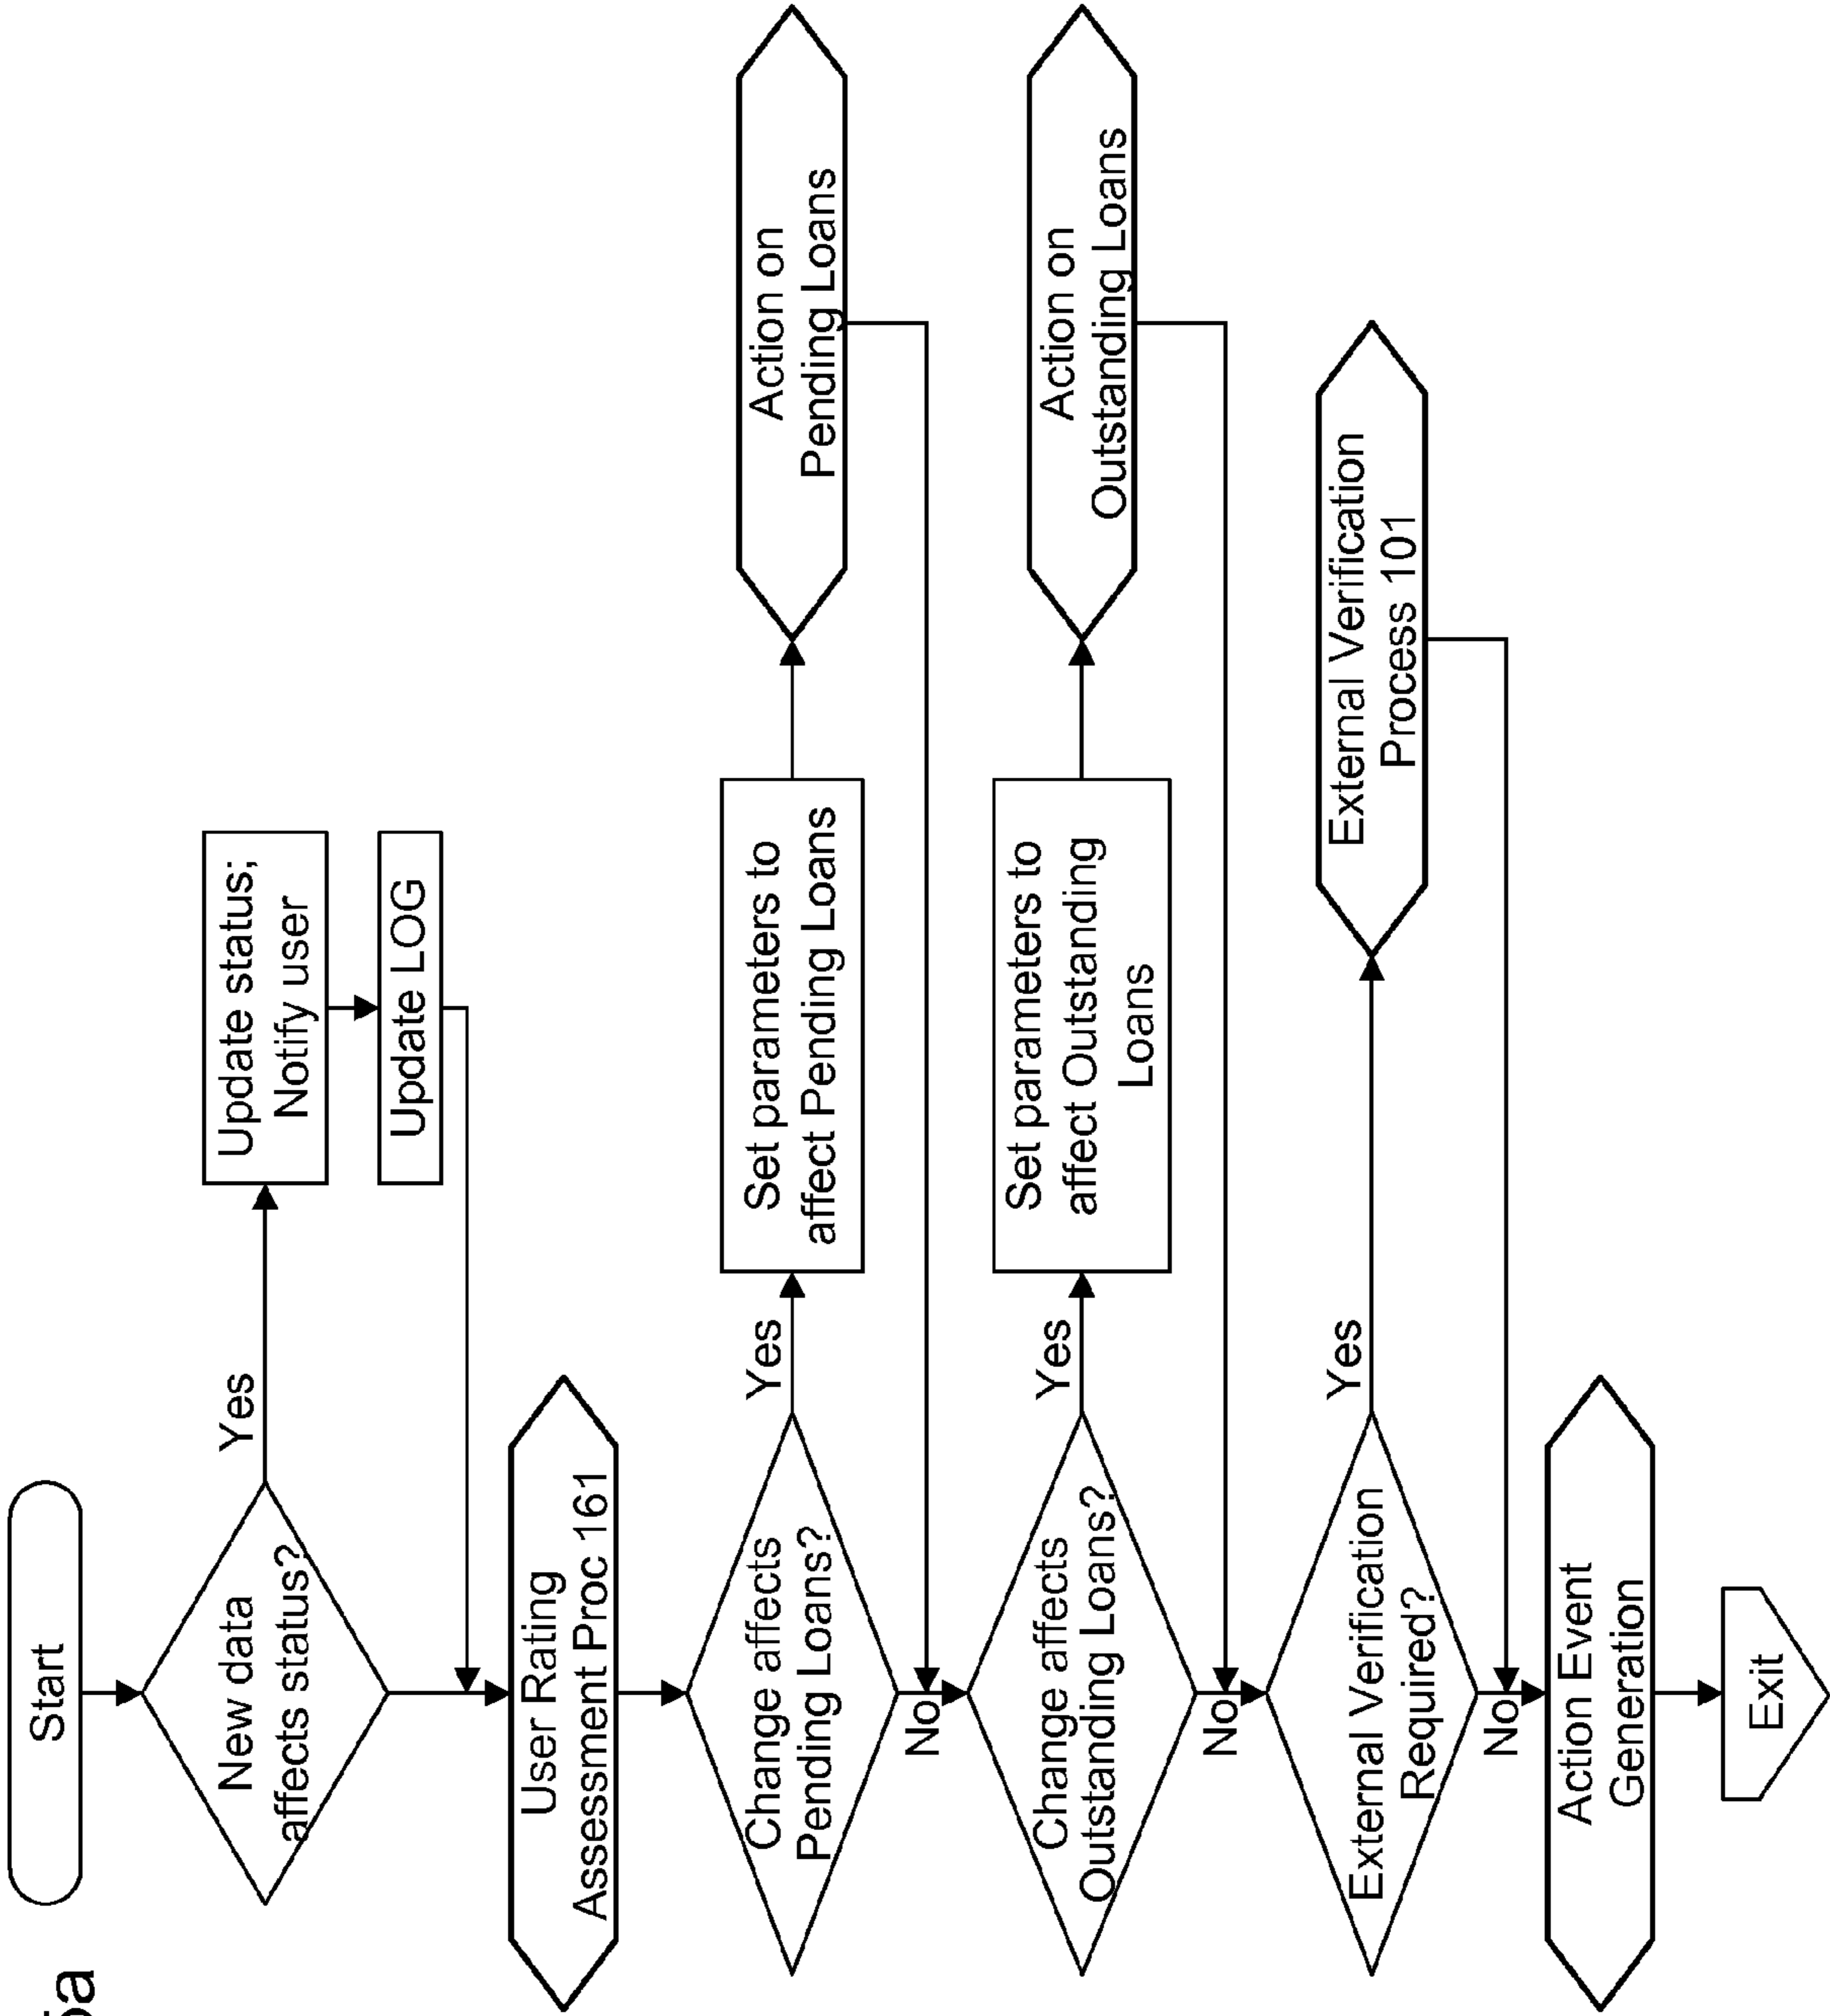 Start
New data
affects status?
Yes
Update status;
Notify user
Update LOG
User Rating
Assessment Proc 161
Change affects
Pending Loans?
Yes
Set parameters to
affect Pending Loans
Action on
Pending Loans
No
Change affects
Outstanding Loans?
Yes
Set parameters to
affect Outstanding
Loans
Action on
Outstanding Loans
No
External Verification
Required?
Yes
External Verification
Process 101
No
Action Event
Generation
Exit